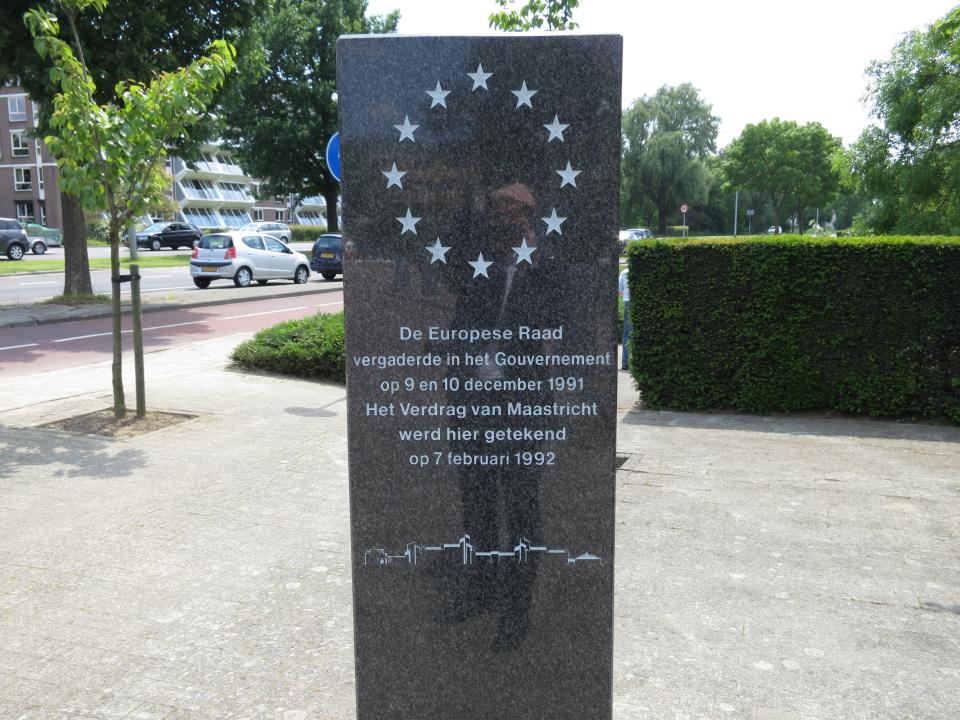 De Europese Raad
vergaderde in het Gouvernement
op 9 en 10 december 1991
Het Verdrag van Maastricht
werd hier getekend
op 7 februari 1992